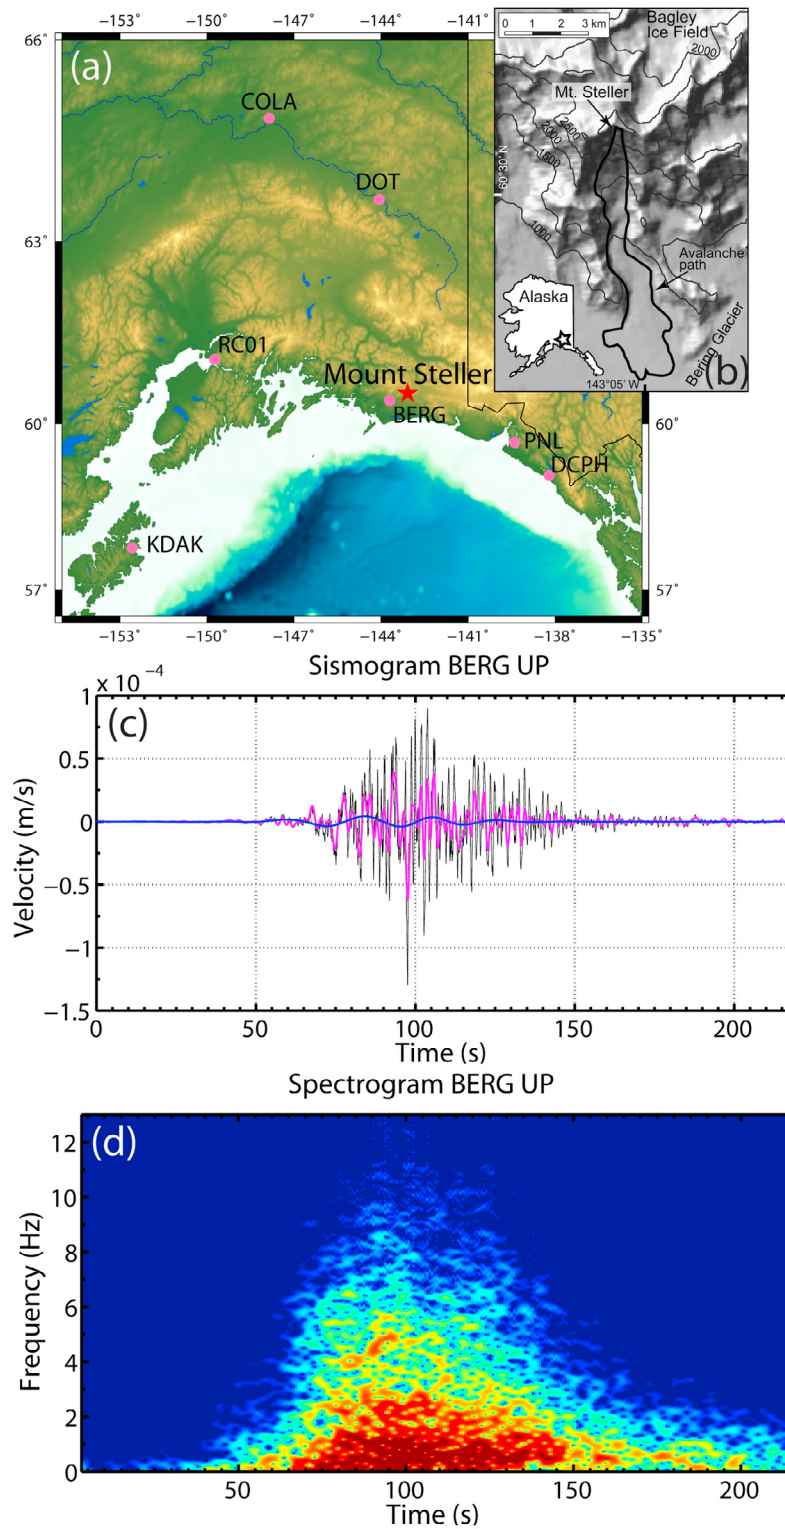 −153° −150° −147° −144° −141°
66°
63°
60°
57°
(a)
COLA
DOT
RC01
Mount Steller
BERG
PNL
DCPH
KDAK
60°
57°
−153° −150° −147° −144° −141° −138° −135°
0 1 2 3 km
Bagley
Ice Field
2000
Mt. Steller
2500
2000
1500
1000
60°30' N
Avalanche
path
Alaska
Bering Glacier
(b)
143°05' W
Sismogram BERG UP
x 10−4
(c)
1
0.5
0
−0.5
−1
−1.5
Velocity (m/s)
0 50 100 150 200
Time (s)
Spectrogram BERG UP
(d)
12
10
8
6
4
2
0
Frequency (Hz)
50 100 150 200
Time (s)